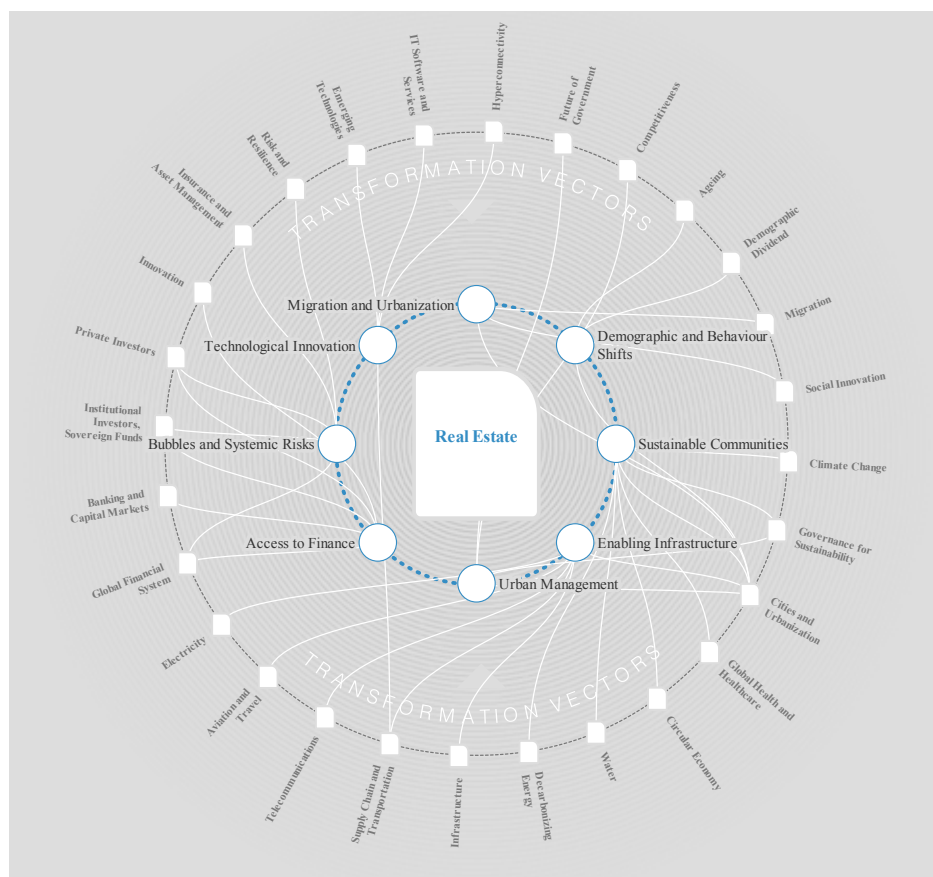 Hyperconnectivity
Future of
Government
Competitiveness
Ageing
Demographic
Dividend
Migration
Social Innovation
Climate Change
Governance for
Sustainability
Cities and
Urbanization
Global Health and
Healthcare
Circular Economy
Water
Decarbonizing
Energy
Infrastructure
Supply Chain and
Transportation
Telecommunications
Aviation and
Travel
Electricity
Global Financial
System
Banking and
Capital Markets
Institutional
Investors,
Sovereign Funds
Private Investors
Innovation
Insurance and
Asset Management
Risk and
Resilience
Emerging
Technologies
IT Software and
Services
TRANSFORMATION VECTORS
Migration and Urbanization
Demographic and Behaviour
Shifts
Technological Innovation
Real Estate
Bubbles and Systemic Risks
Sustainable Communities
Access to Finance
Enabling Infrastructure
Urban Management
TRANSFORMATION VECTORS